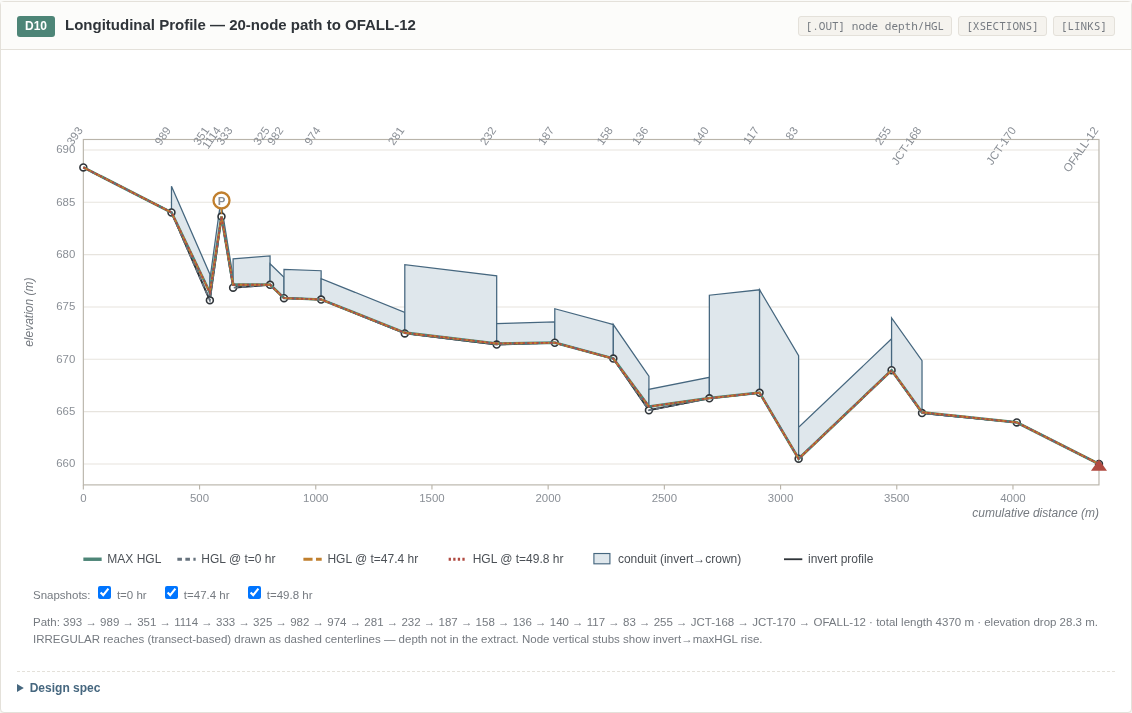 D10 Longitudinal Profile — 20-node path to OFALL-12 [.OUT] node depth/HGL [XSECTIONS] [LINKS]
393 989 351 1114 333 325 982 974 281 232 187 158 136 140 117 83 255 JCT-168 JCT-170 OFALL-12
690
685
680
675
670
665
660
elevation (m)
P
0 500 1000 1500 2000 2500 3000 3500 4000
cumulative distance (m)
MAX HGL HGL @ t=0 hr HGL @ t=47.4 hr HGL @ t=49.8 hr conduit (invert→crown) invert profile
Snapshots: t=0 hr t=47.4 hr t=49.8 hr
Path: 393 → 989 → 351 → 1114 → 333 → 325 → 982 → 974 → 281 → 232 → 187 → 158 → 136 → 140 → 117 → 83 → 255 → JCT-168 → JCT-170 → OFALL-12 · total length 4370 m · elevation drop 28.3 m.
IRREGULAR reaches (transect-based) drawn as dashed centerlines — depth not in the extract. Node vertical stubs show invert→maxHGL rise.
Design spec